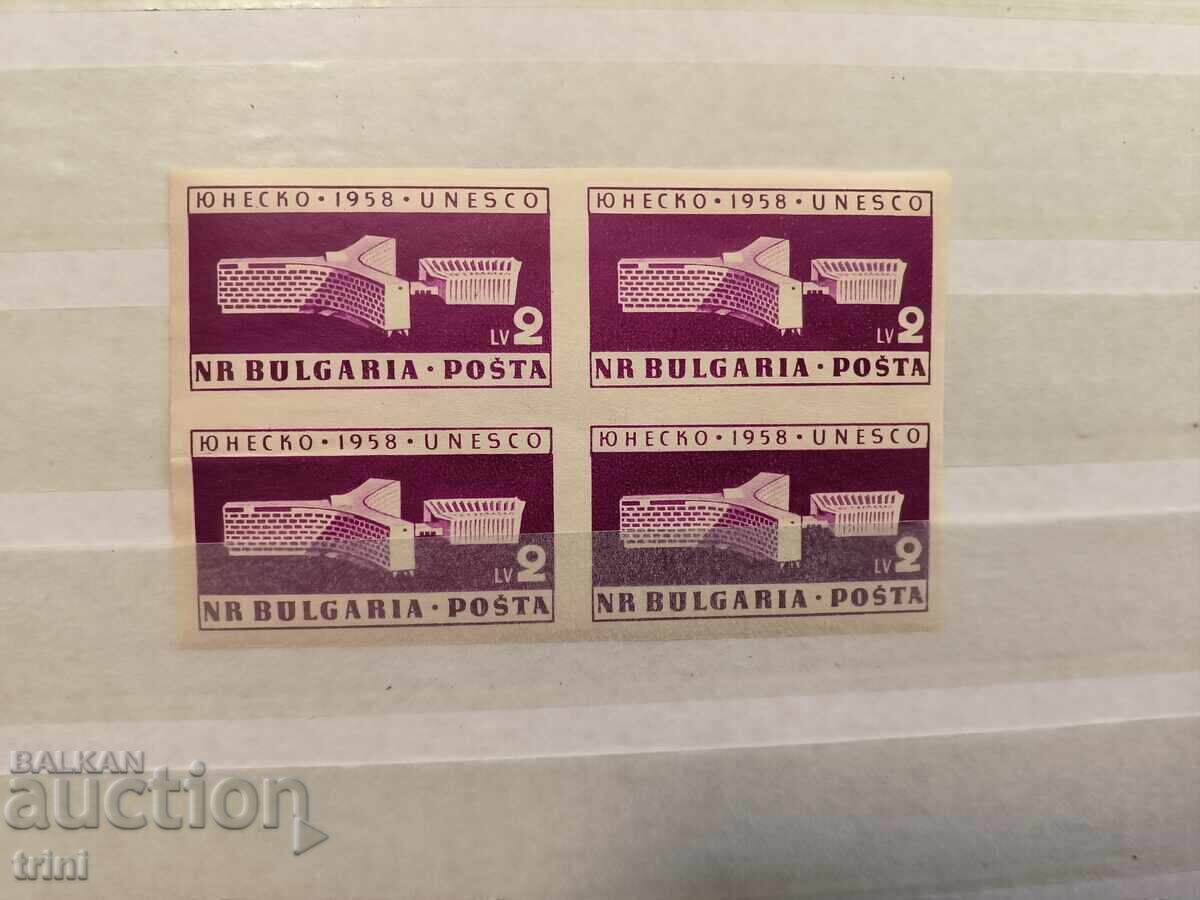 ЮНЕСКО · 1958 · UNESCO
LV 2
NR BULGARIA · POŠTA
ЮНЕСКО · 1958 · UNESCO
LV 2
NR BULGARIA · POŠTA
ЮНЕСКО · 1958 · UNESCO
LV 2
NR BULGARIA · POŠTA
ЮНЕСКО · 1958 · UNESCO
LV 2
NR BULGARIA · POŠTA
BALKAN
auction
trini